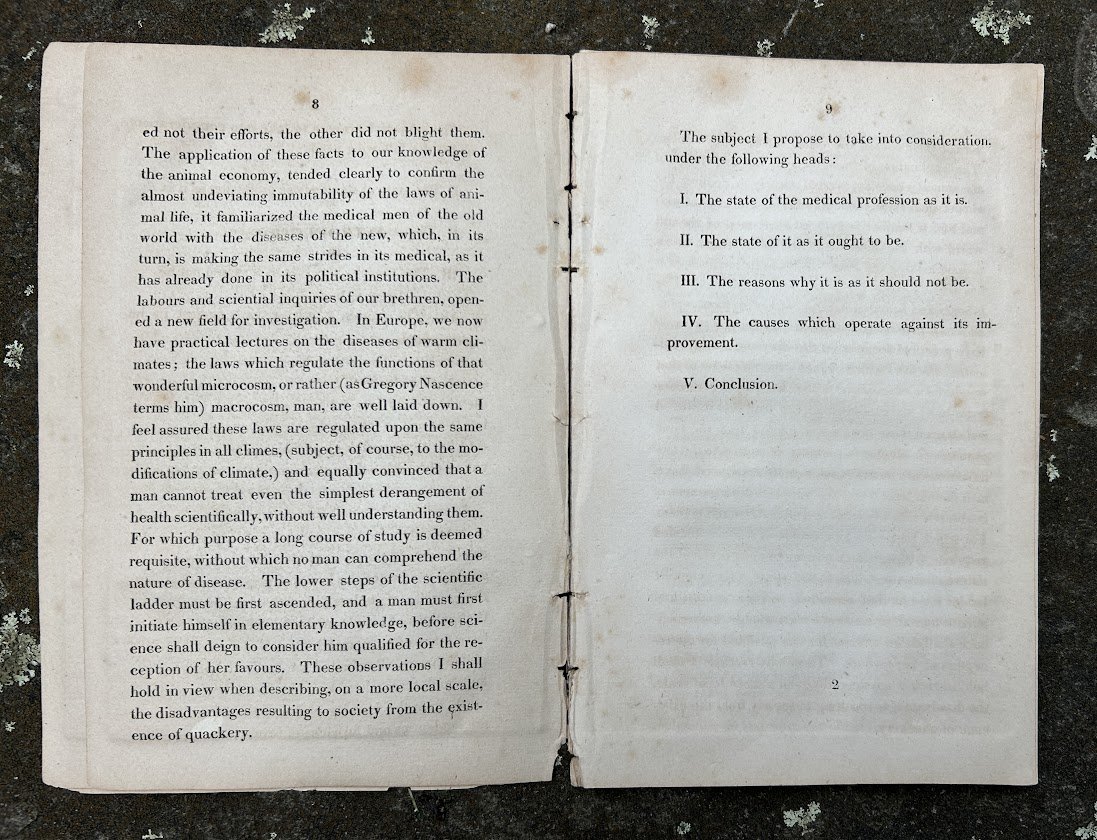 8
ed not their efforts, the other did not blight them.
The application of these facts to our knowledge of
the animal economy, tended clearly to confirm the
almost undeviating immutability of the laws of ani-
mal life, it familiarized the medical men of the old
world with the diseases of the new, which, in its
turn, is making the same strides in its medical, as it
has already done in its political institutions. The
labours and sciential inquiries of our brethren, open-
ed a new field for investigation. In Europe, we now
have practical lectures on the diseases of warm cli-
mates; the laws which regulate the functions of that
wonderful microcosm, or rather (as Gregory Nascence
terms him) macrocosm, man, are well laid down. I
feel assured these laws are regulated upon the same
principles in all climes, (subject, of course, to the mo-
difications of climate,) and equally convinced that a
man cannot treat even the simplest derangement of
health scientifically, without well understanding them.
For which purpose a long course of study is deemed
requisite, without which no man can comprehend the
nature of disease. The lower steps of the scientific
ladder must be first ascended, and a man must first
initiate himself in elementary knowledge, before sci-
ence shall deign to consider him qualified for the re-
ception of her favours. These observations I shall
hold in view when describing, on a more local scale,
the disadvantages resulting to society from the exist-
ence of quackery.
9
The subject I propose to take into consideration.
under the following heads:
I. The state of the medical profession as it is.
II. The state of it as it ought to be.
III. The reasons why it is as it should not be.
IV. The causes which operate against its im-
provement.
V. Conclusion.
2